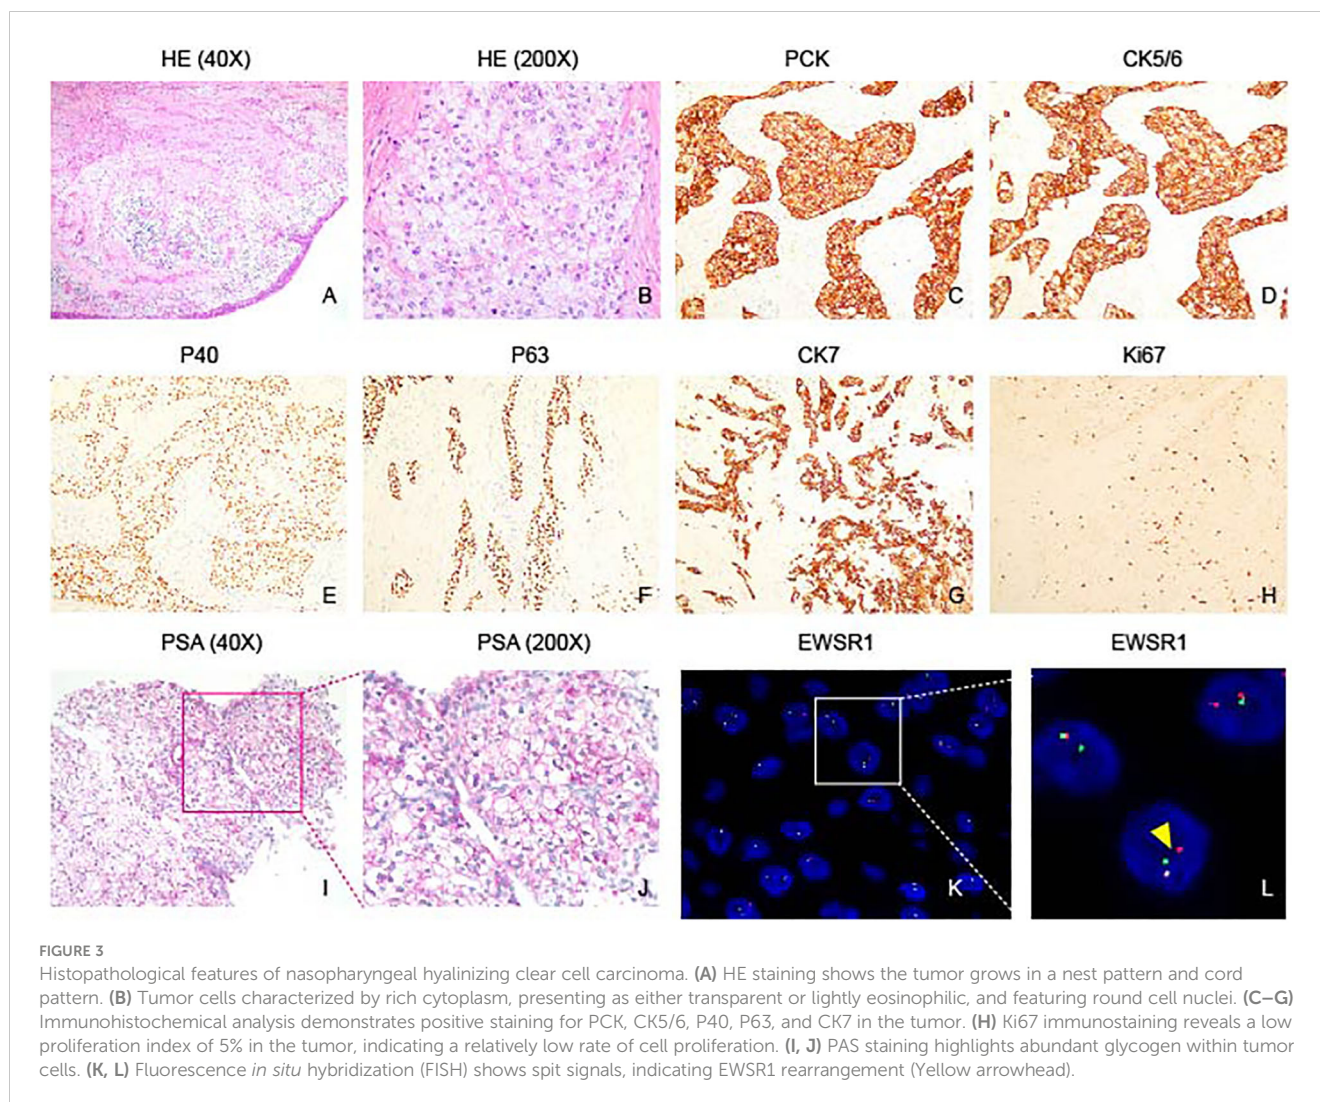 HE (40X) HE (200X) PCK CK5/6
A B C D
P40 P63 CK7 Ki67
E F G H
PSA (40X) PSA (200X) EWSR1 EWSR1
I J K L
FIGURE 3
Histopathological features of nasopharyngeal hyalinizing clear cell carcinoma. (A) HE staining shows the tumor grows in a nest pattern and cord
pattern. (B) Tumor cells characterized by rich cytoplasm, presenting as either transparent or lightly eosinophilic, and featuring round cell nuclei. (C–G)
Immunohistochemical analysis demonstrates positive staining for PCK, CK5/6, P40, P63, and CK7 in the tumor. (H) Ki67 immunostaining reveals a low
proliferation index of 5% in the tumor, indicating a relatively low rate of cell proliferation. (I, J) PAS staining highlights abundant glycogen within tumor
cells. (K, L) Fluorescence in situ hybridization (FISH) shows spit signals, indicating EWSR1 rearrangement (Yellow arrowhead).